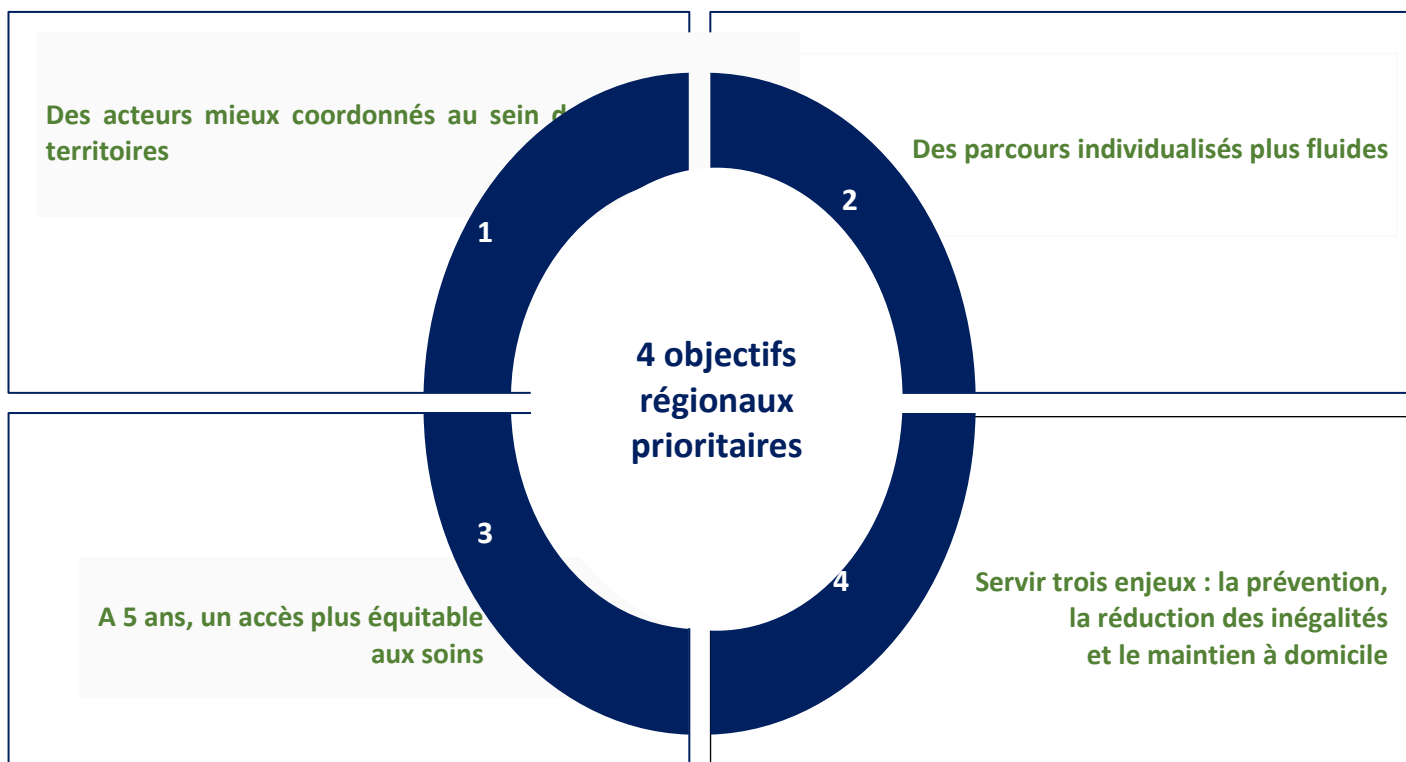 Des acteurs mieux coordonnés au sein
territoires
1
2
Des parcours individualisés plus fluides
4 objectifs
régionaux
prioritaires
3
A 5 ans, un accès plus équitable
aux soins
4
Servir trois enjeux : la prévention,
la réduction des inégalités
et le maintien à domicile